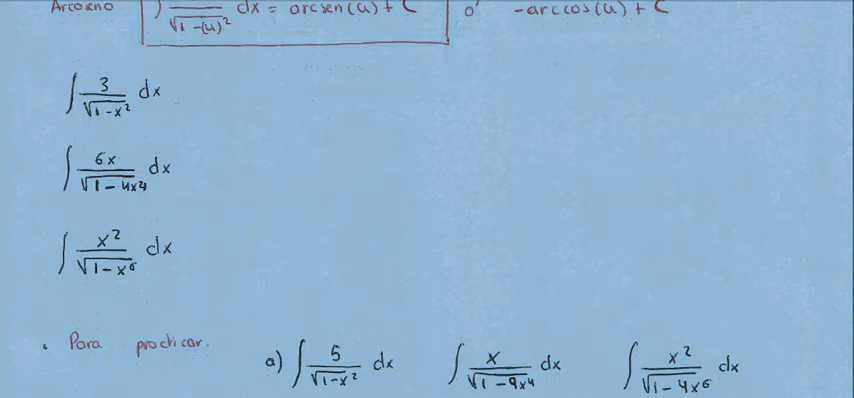 Arcoseno ∫ —— / √1-(u)² dx = arcsen(u) + C o' -arccos(u) + C
∫ 3/√1-x² dx
∫ 6x/√1-4x⁴ dx
∫ x²/√1-x⁶ dx
• Para practicar. a) ∫ 5/√1-x² dx ∫ x/√1-9x⁴ dx ∫ x²/√1-4x⁶ dx